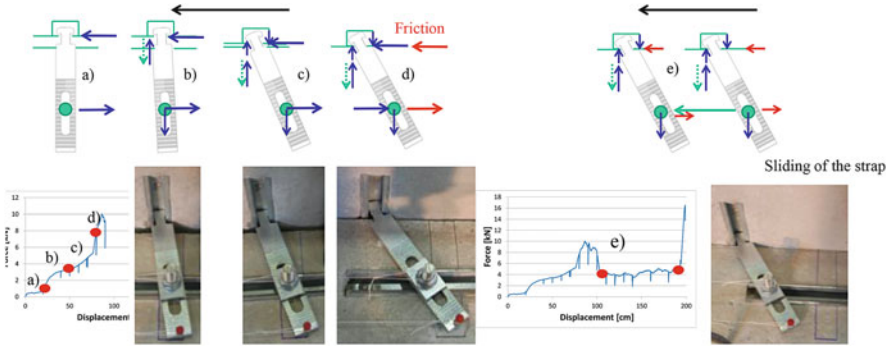 a)
b)
c)
d)
Friction
e)
Sliding of the strap
12
10
8
6
4
2
0
a)
b)
c)
d)
0
50
100
Displacement
Force [kN]
18
16
14
12
10
8
6
4
2
0
e)
0
50
100
150
200
Displacement [cm]